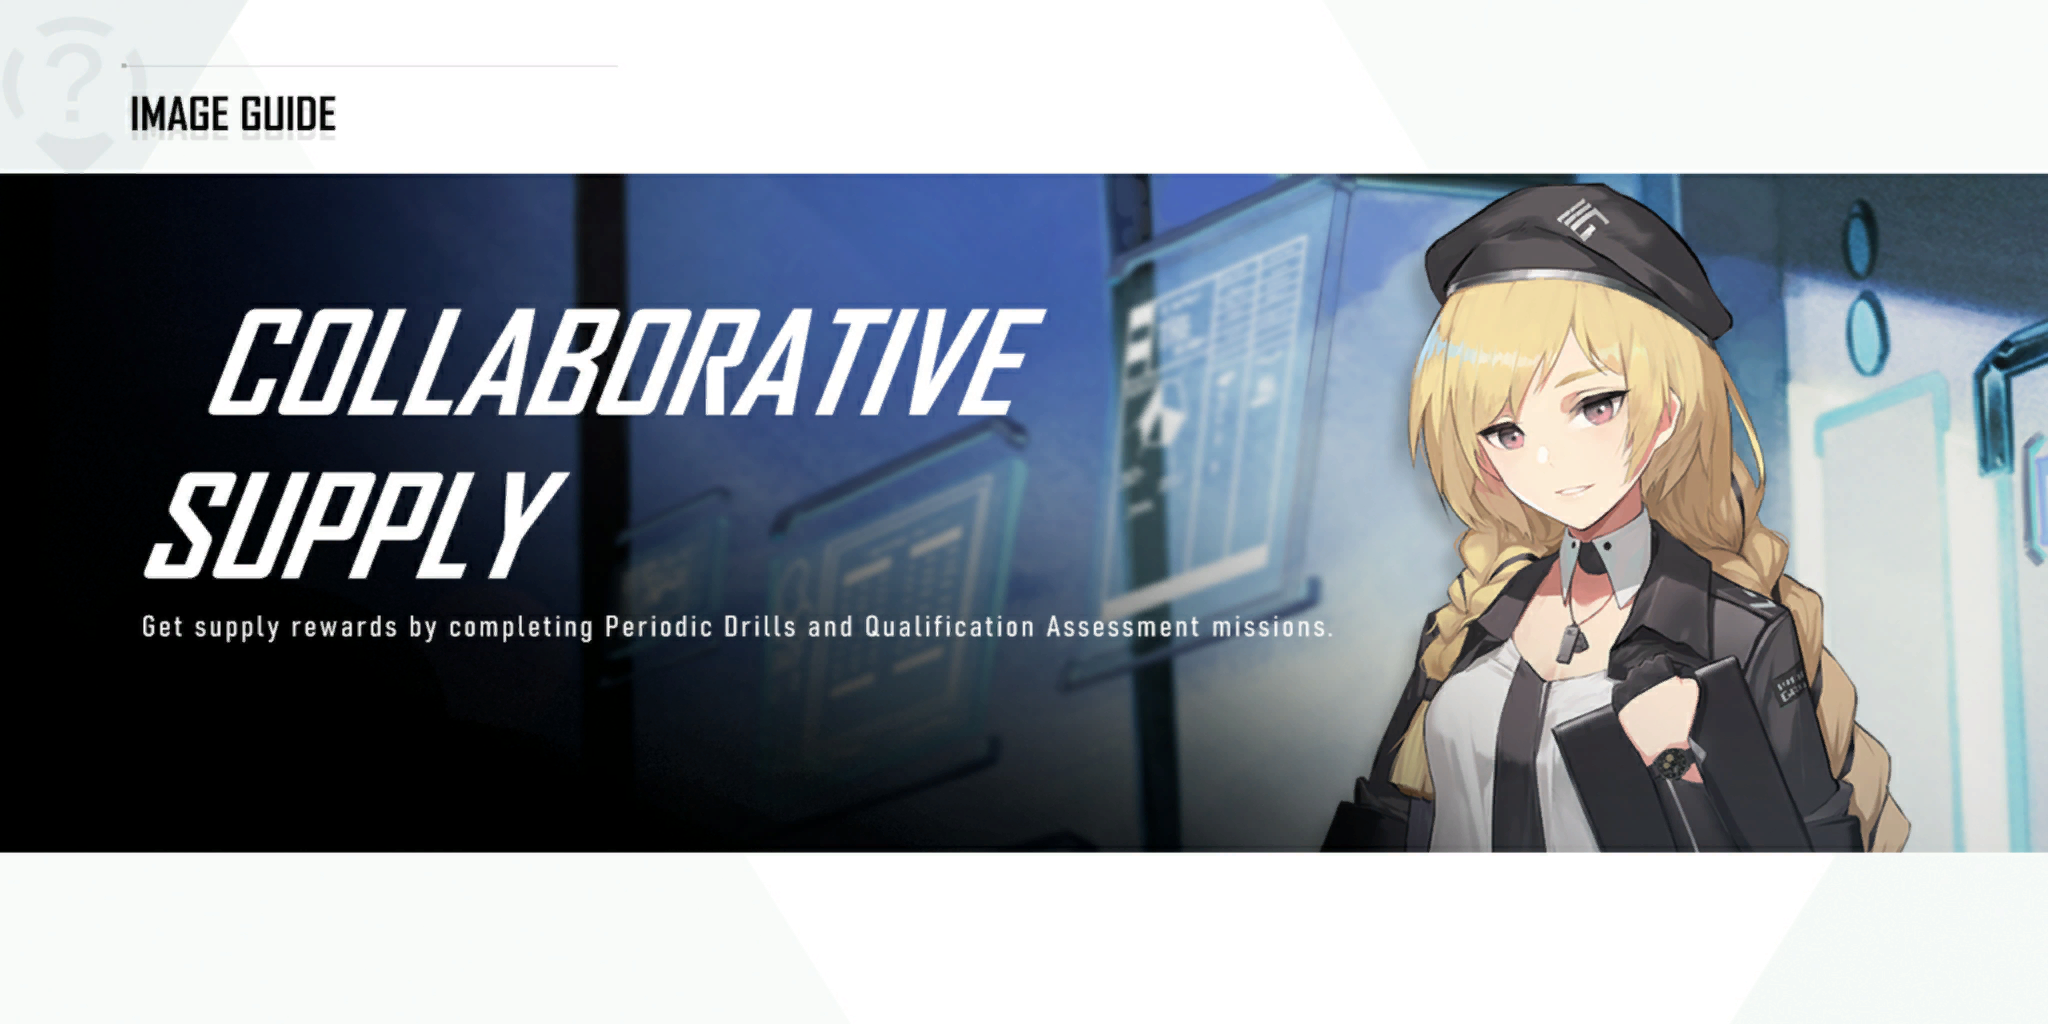 IMAGE GUIDE
COLLABORATIVE
SUPPLY
Get supply rewards by completing Periodic Drills and Qualification Assessment missions.